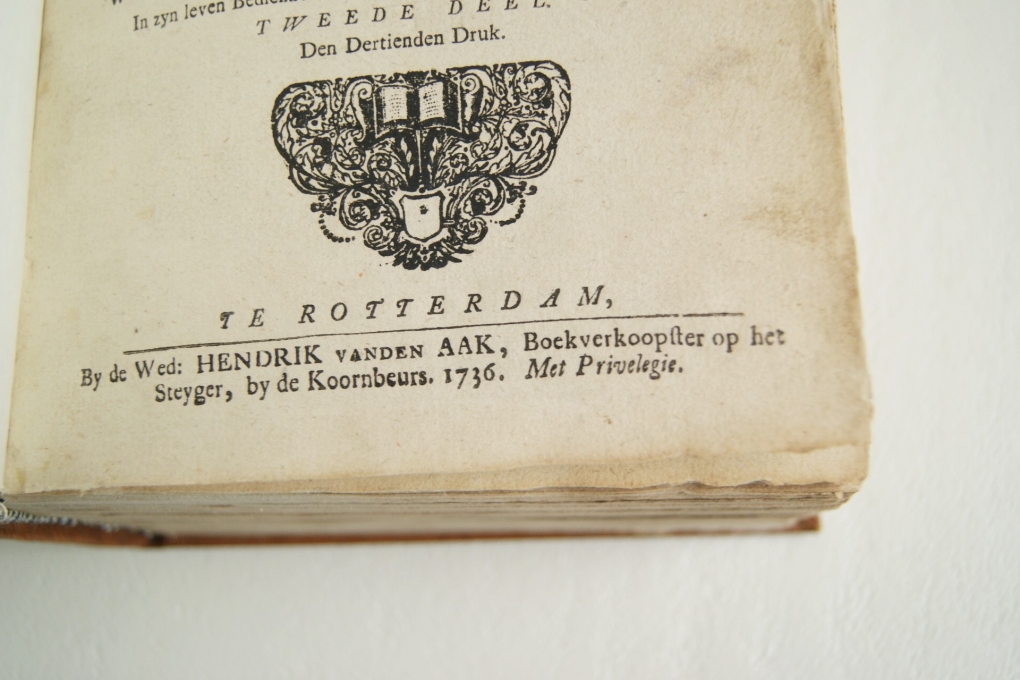 In zyn leven
TWEEDE DEEL.
Den Dertienden Druk.
TE ROTTERDAM,
By de Wed: HENDRIK VANDEN AAK, Boekverkoopſter op het
Steyger, by de Koornbeurs. 1736. Met Privelegie.